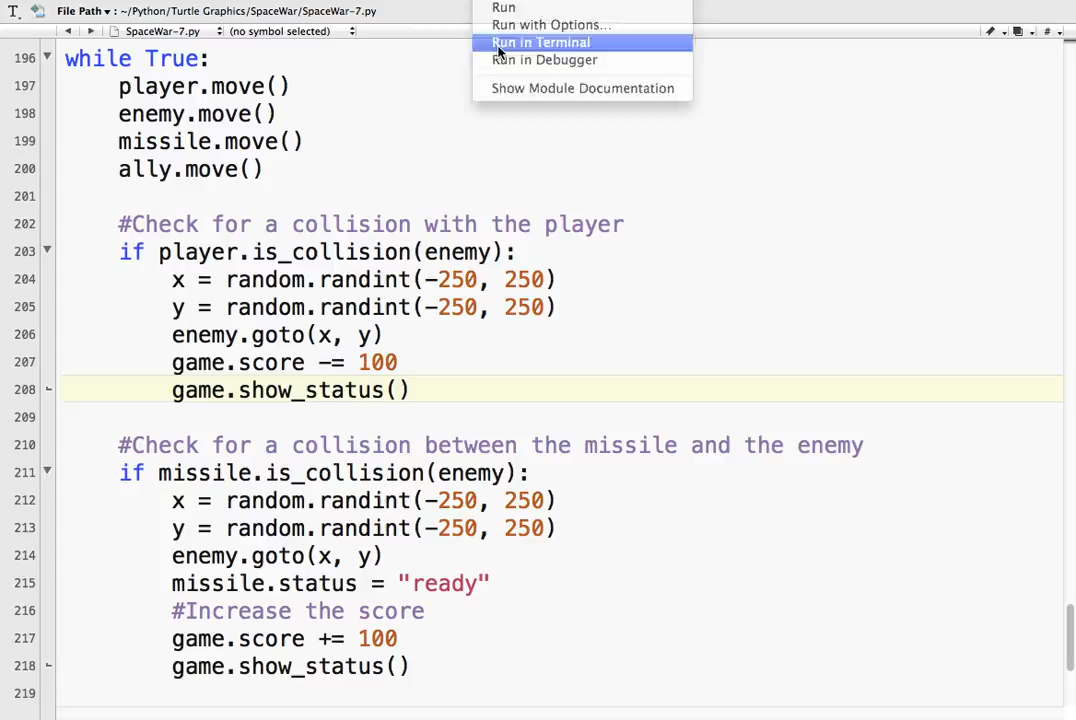 File Path ▾ : ~/Python/Turtle Graphics/SpaceWar/SpaceWar-7.py
SpaceWar-7.py (no symbol selected)
Run
Run with Options...
Run in Terminal
Run in Debugger
Show Module Documentation
196 while True:
197 player.move()
198 enemy.move()
199 missile.move()
200 ally.move()
201
202 #Check for a collision with the player
203 if player.is_collision(enemy):
204 x = random.randint(-250, 250)
205 y = random.randint(-250, 250)
206 enemy.goto(x, y)
207 game.score -= 100
208 game.show_status()
209
210 #Check for a collision between the missile and the enemy
211 if missile.is_collision(enemy):
212 x = random.randint(-250, 250)
213 y = random.randint(-250, 250)
214 enemy.goto(x, y)
215 missile.status = "ready"
216 #Increase the score
217 game.score += 100
218 game.show_status()
219